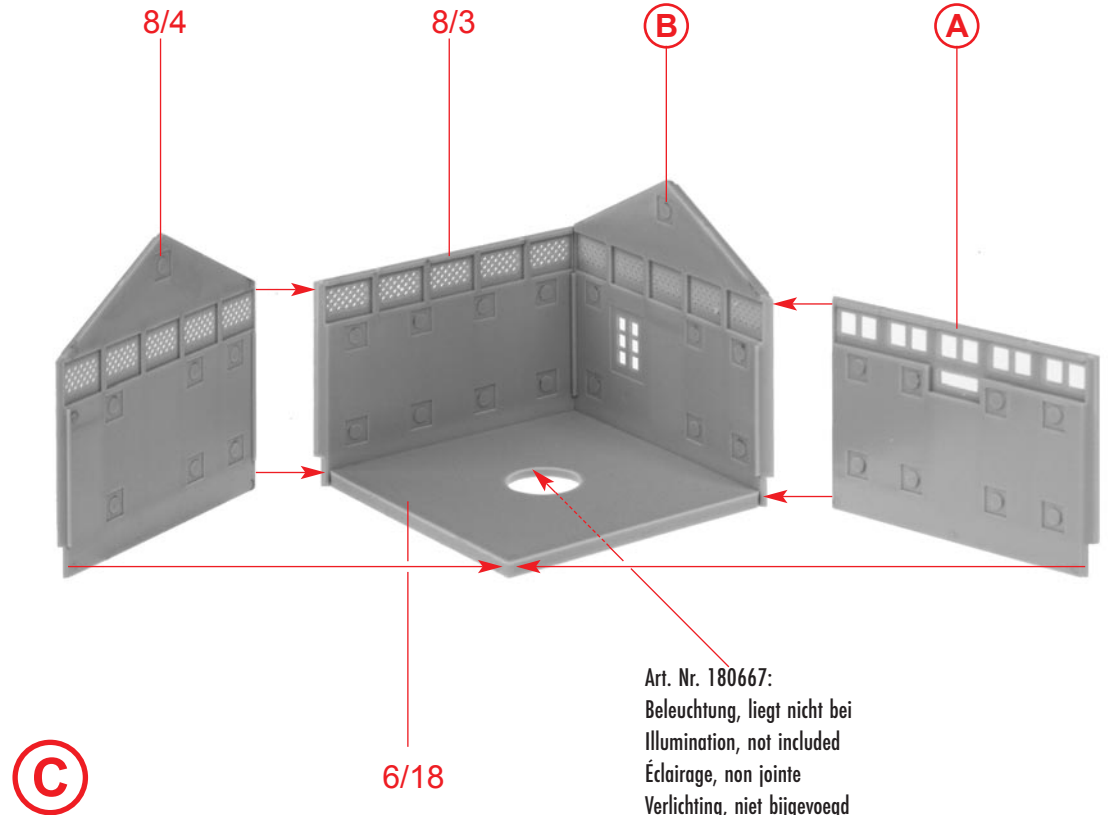 8/4
8/3
B
A
Art. Nr. 180667:
Beleuchtung, liegt nicht bei
Illumination, not included
Éclairage, non jointe
Verlichting, niet bijgevoegd
6/18
C